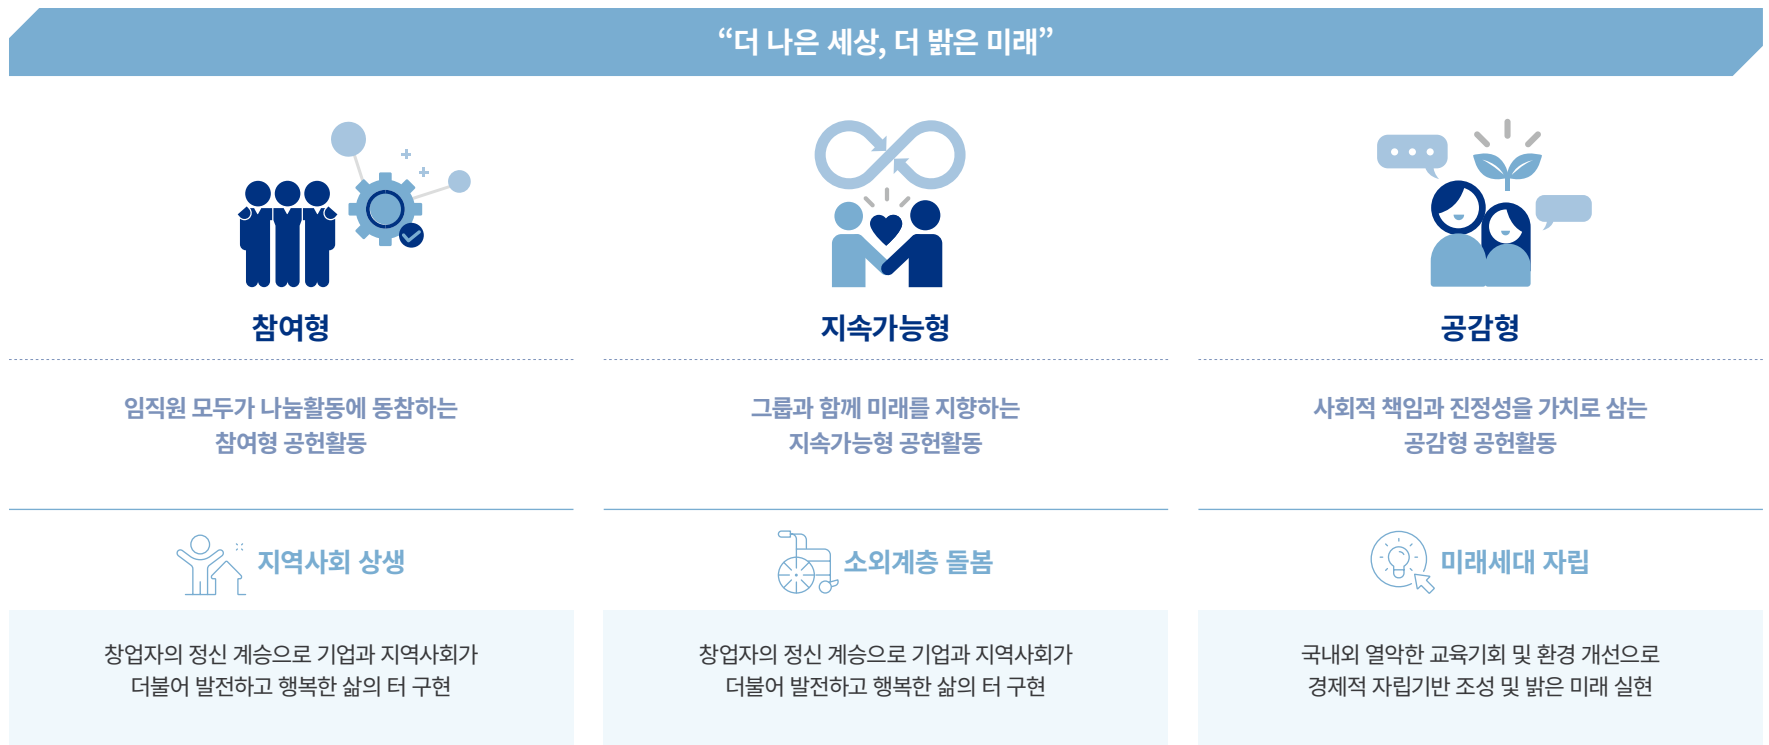 “더 나은 세상, 더 밝은 미래”
참여형
임직원 모두가 나눔활동에 동참하는
참여형 공헌활동
지역사회 상생
창업자의 정신 계승으로 기업과 지역사회가
더불어 발전하고 행복한 삶의 터 구현
지속가능형
그룹과 함께 미래를 지향하는
지속가능형 공헌활동
소외계층 돌봄
창업자의 정신 계승으로 기업과 지역사회가
더불어 발전하고 행복한 삶의 터 구현
공감형
사회적 책임과 진정성을 가치로 삼는
공감형 공헌활동
미래세대 자립
국내외 열악한 교육기회 및 환경 개선으로
경제적 자립기반 조성 및 밝은 미래 실현